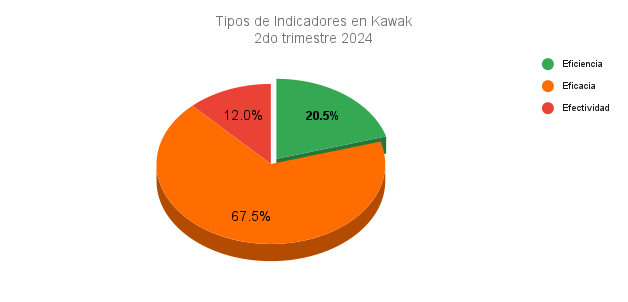 Tipos de Indicadores en Kawak
2do trimestre 2024
Eficiencia
Eficacia
Efectividad
12.0%
20.5%
67.5%